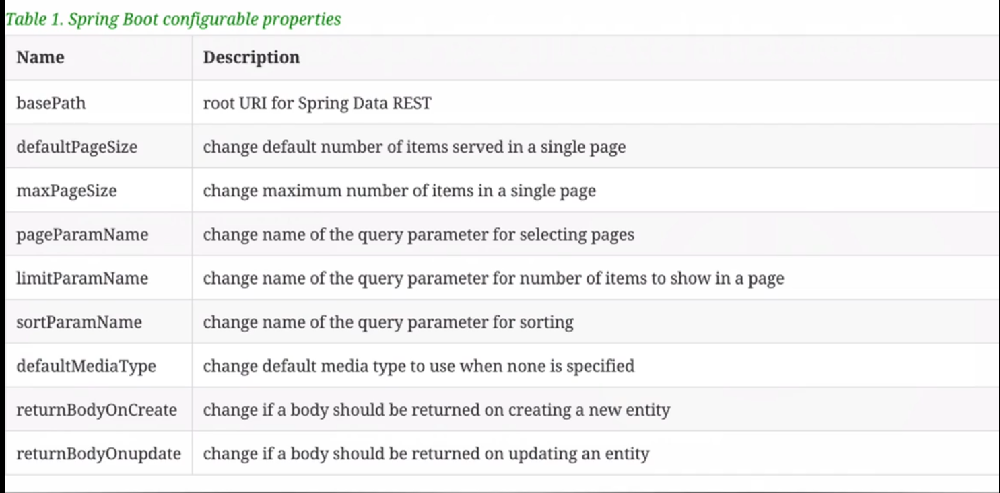 Table 1. Spring Boot configurable properties
Name Description
basePath root URI for Spring Data REST
defaultPageSize change default number of items served in a single page
maxPageSize change maximum number of items in a single page
pageParamName change name of the query parameter for selecting pages
limitParamName change name of the query parameter for number of items to show in a page
sortParamName change name of the query parameter for sorting
defaultMediaType change default media type to use when none is specified
returnBodyOnCreate change if a body should be returned on creating a new entity
returnBodyOnupdate change if a body should be returned on updating an entity